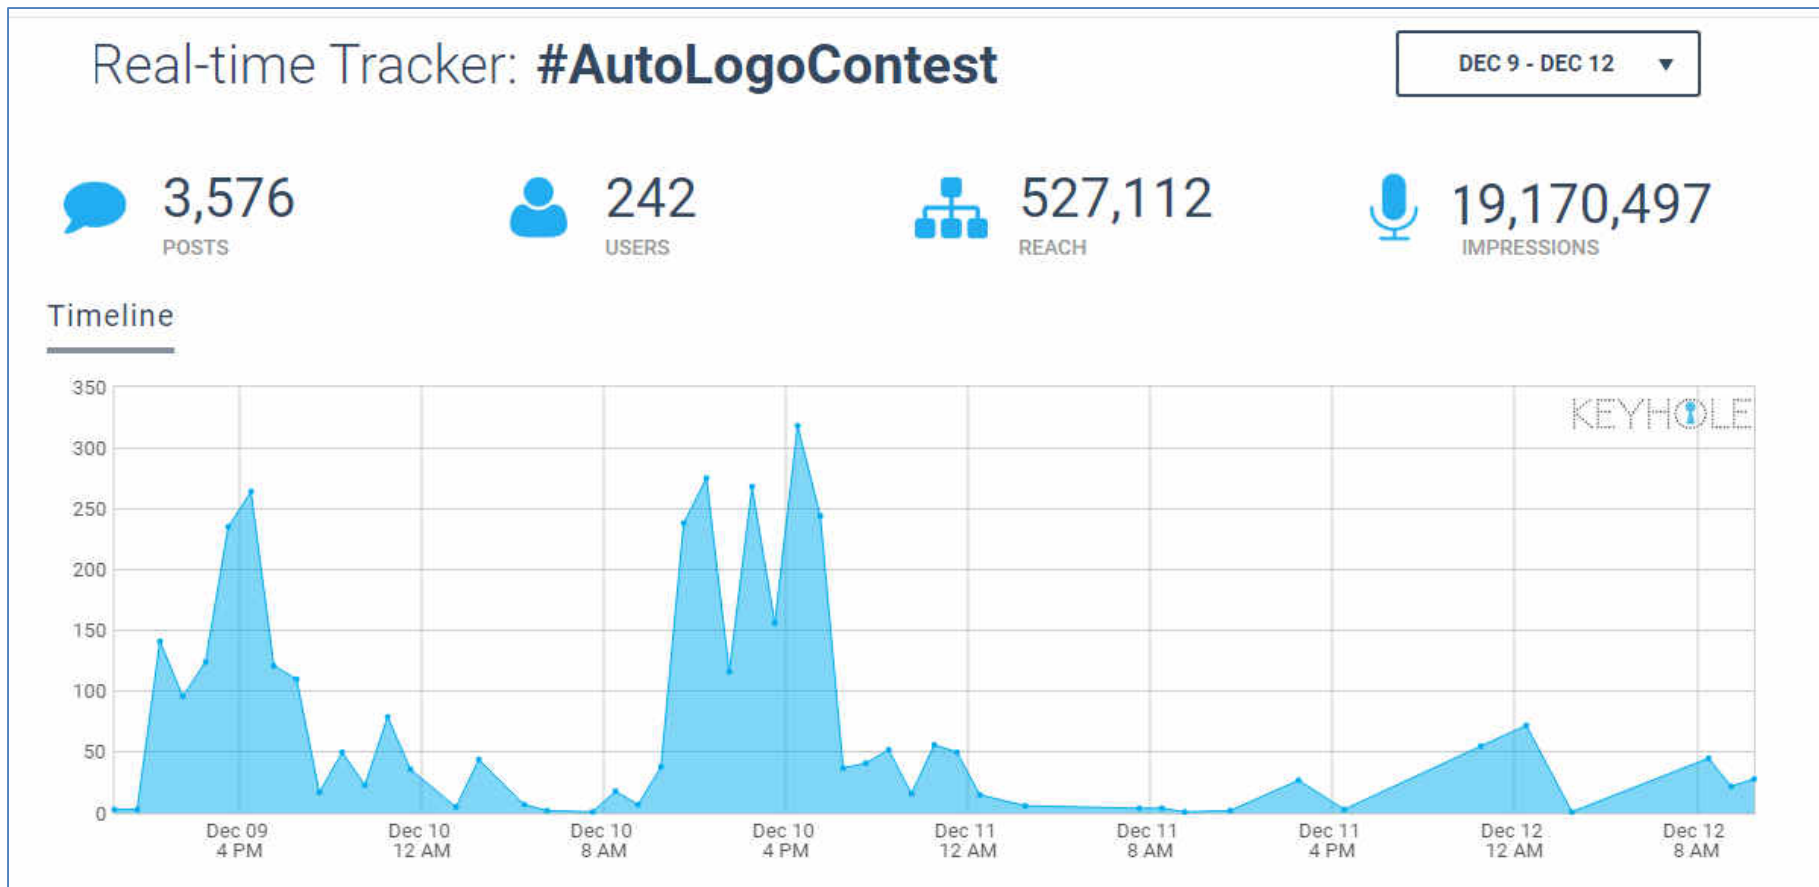 Real-time Tracker: #AutoLogoContest
DEC 9 - DEC 12
3,576
POSTS
242
USERS
527,112
REACH
19,170,497
IMPRESSIONS
Timeline
KEYHOLE
350
300
250
200
150
100
50
0
Dec 09
4 PM
Dec 10
12 AM
Dec 10
8 AM
Dec 10
4 PM
Dec 11
12 AM
Dec 11
8 AM
Dec 11
4 PM
Dec 12
12 AM
Dec 12
8 AM